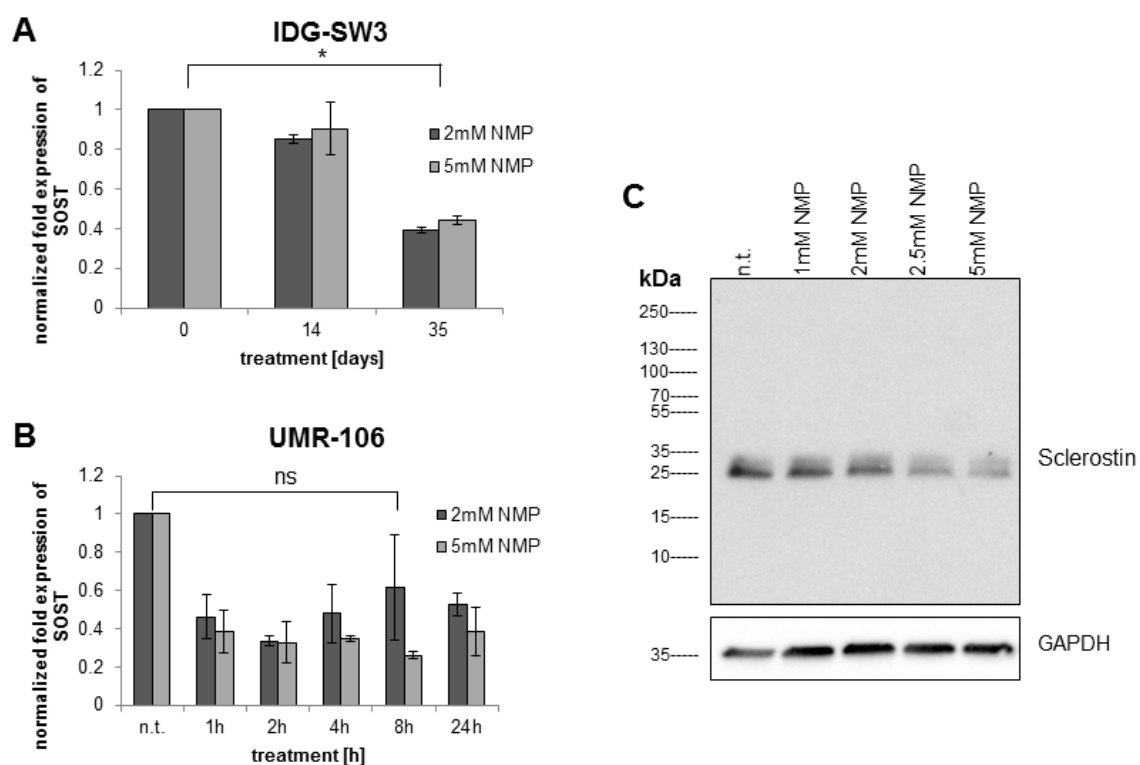 A
IDG-SW3
*
normalized fold expression of
SOST
1.2
1
0.8
0.6
0.4
0.2
0
2mM NMP
5mM NMP
0 14 35
treatment [days]
B
UMR-106
ns
normalized fold expression of
SOST
1.2
1
0.8
0.6
0.4
0.2
0
2mM NMP
5mM NMP
n.t. 1h 2h 4h 8h 24h
treatment [h]
C
n.t.
1mM NMP
2mM NMP
2.5mM NMP
5mM NMP
kDa
250-----
130-----
100-----
70-----
55-----
35-----
25-----
15-----
10-----
Sclerostin
35----
GAPDH